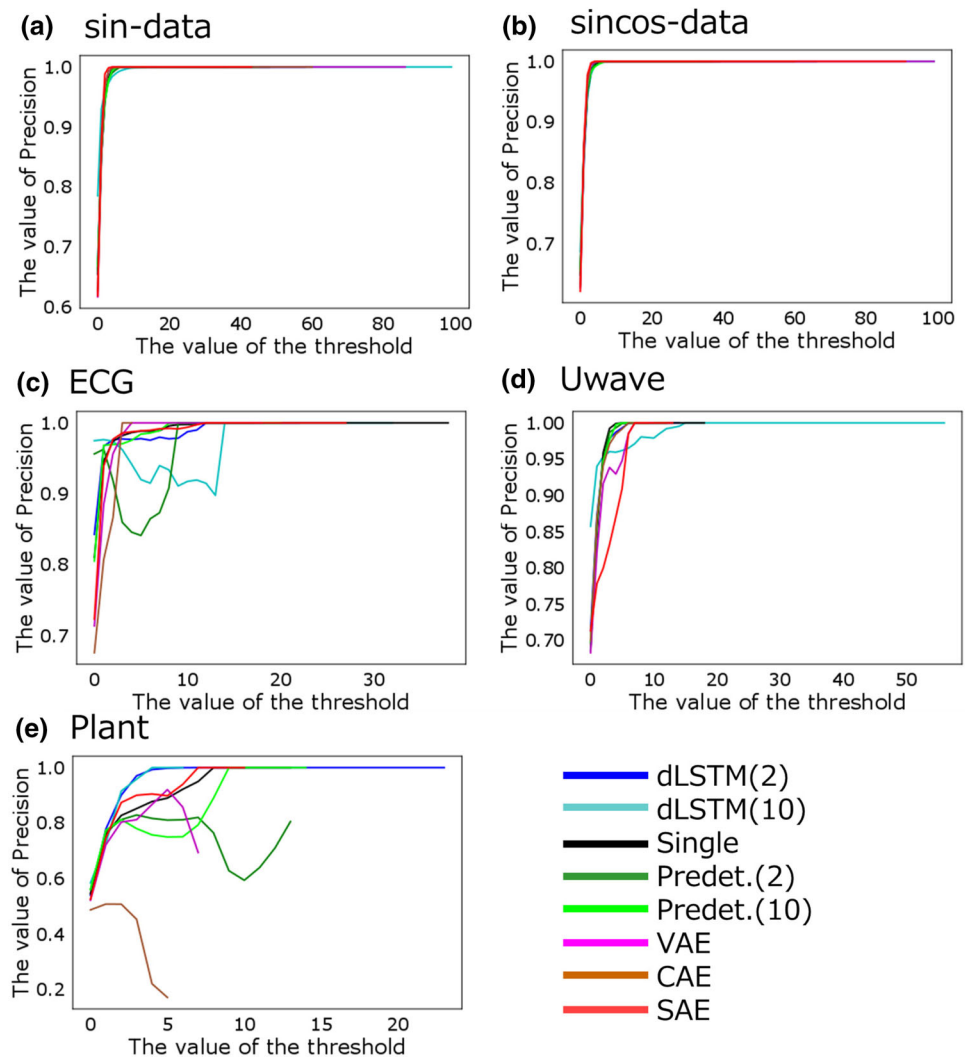 (a) sin-data
The value of Precision
1.0
0.9
0.8
0.7
0.6
0 20 40 60 80 100
The value of the threshold
(b) sincos-data
The value of Precision
1.0
0.9
0.8
0.7
0 20 40 60 80 100
The value of the threshold
(c) ECG
The value of Precision
1.0
0.9
0.8
0.7
0 10 20 30
The value of the threshold
(d) Uwave
The value of Precision
1.00
0.95
0.90
0.85
0.80
0.75
0.70
0 10 20 30 40 50
The value of the threshold
(e) Plant
The value of Precision
1.0
0.8
0.6
0.4
0.2
0 5 10 15 20
The value of the threshold
dLSTM(2)
dLSTM(10)
Single
Predet.(2)
Predet.(10)
VAE
CAE
SAE